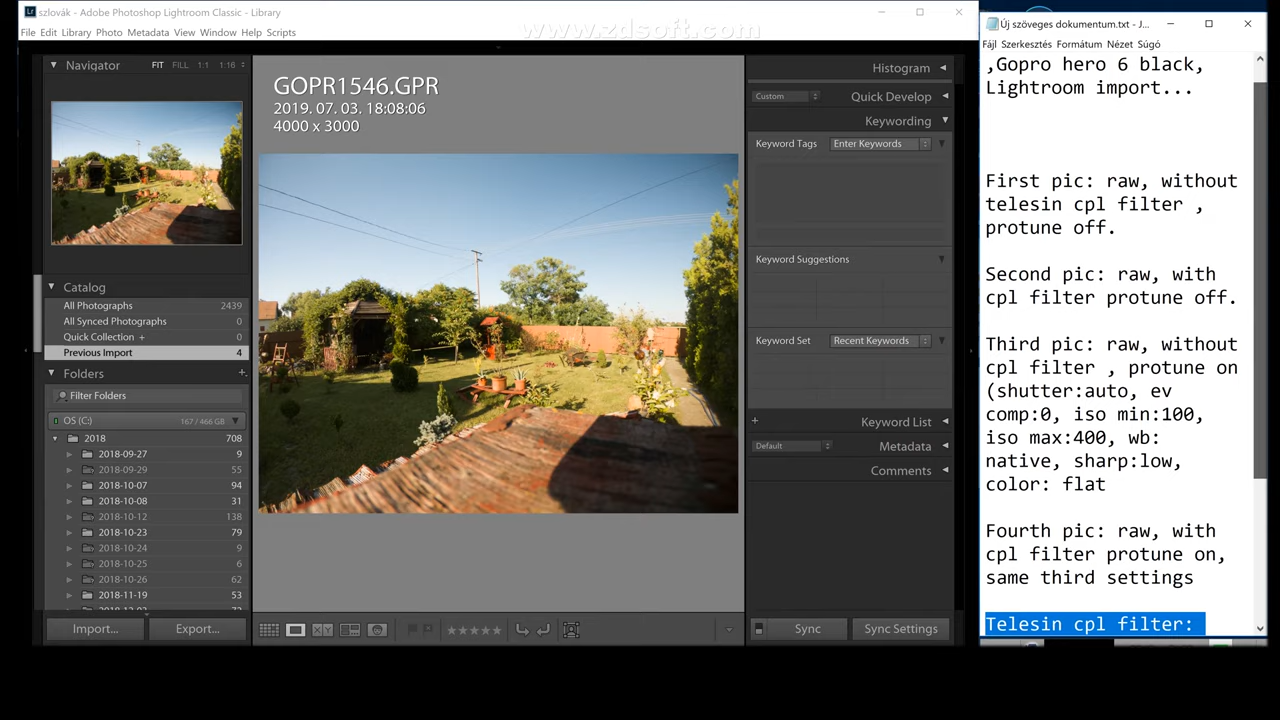 szlovák - Adobe Photoshop Lightroom Classic - Library
www.zdsoft.com
File Edit Library Photo Metadata View Window Help Scripts
Navigator FIT FILL 1:1 1:16
Catalog
All Photographs 2439
All Synced Photographs 0
Quick Collection + 0
Previous Import 4
Folders +
Filter Folders
OS (C:) 167 / 466 GB
2018 708
2018-09-27 9
2018-09-29 55
2018-10-07 94
2018-10-08 31
2018-10-12 138
2018-10-23 79
2018-10-24 9
2018-10-25 6
2018-10-26 62
2018-11-19 53
Import... Export...
GOPR1546.GPR
2019. 07. 03. 18:08:06
4000 x 3000
Histogram
Custom Quick Develop
Keywording
Keyword Tags Enter Keywords
Keyword Suggestions
Keyword Set Recent Keywords
+ Keyword List
Default Metadata
Comments
Sync Sync Settings
Új szöveges dokumentum.txt - J...
Fájl Szerkesztés Formátum Nézet Súgó
,Gopro hero 6 black,
Lightroom import...
First pic: raw, without
telesin cpl filter ,
protune off.
Second pic: raw, with
cpl filter protune off.
Third pic: raw, without
cpl filter , protune on
(shutter:auto, ev
comp:0, iso min:100,
iso max:400, wb:
native, sharp:low,
color: flat
Fourth pic: raw, with
cpl filter protune on,
same third settings
Telesin cpl filter: